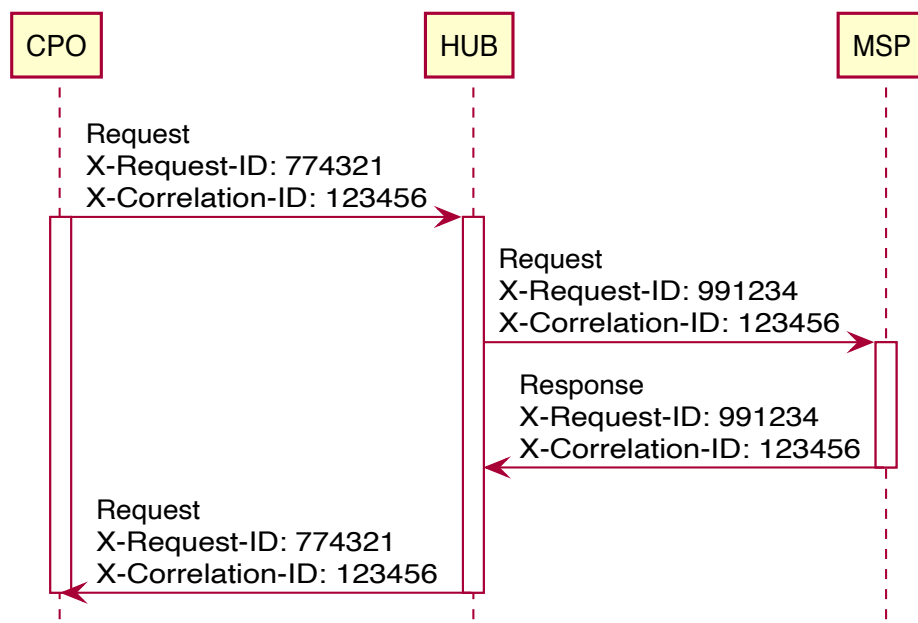 CPO
HUB
MSP
Request
X-Request-ID: 774321
X-Correlation-ID: 123456
Request
X-Request-ID: 991234
X-Correlation-ID: 123456
Response
X-Request-ID: 991234
X-Correlation-ID: 123456
Request
X-Request-ID: 774321
X-Correlation-ID: 123456